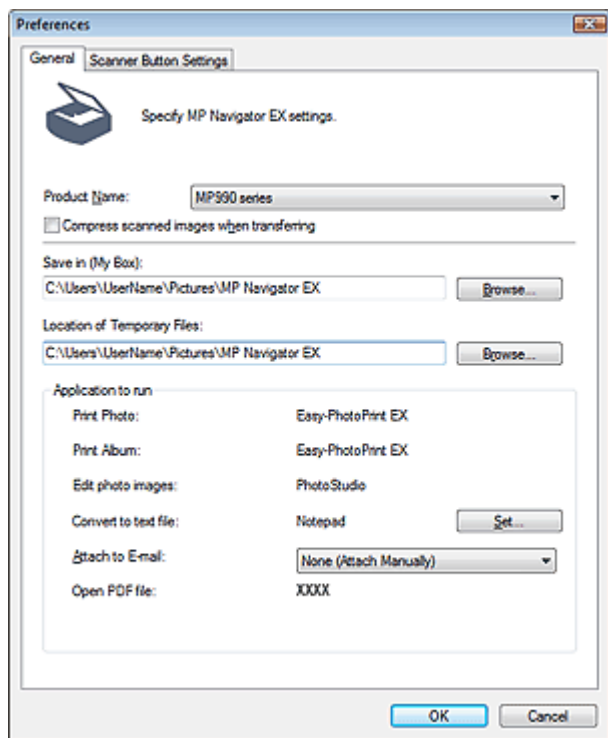 Preferences
General Scanner Button Settings
Specify MP Navigator EX settings.
Product Name: MP990 series
Compress scanned images when transferring
Save in (My Box):
C:\Users\UserName\Pictures\MP Navigator EX Browse...
Location of Temporary Files:
C:\Users\UserName\Pictures\MP Navigator EX Browse...
Application to run
Print Photo: Easy-PhotoPrint EX
Print Album: Easy-PhotoPrint EX
Edit photo images: PhotoStudio
Convert to text file: Notepad Set...
Attach to E-mail: None (Attach Manually)
Open PDF file: XXXX
OK Cancel